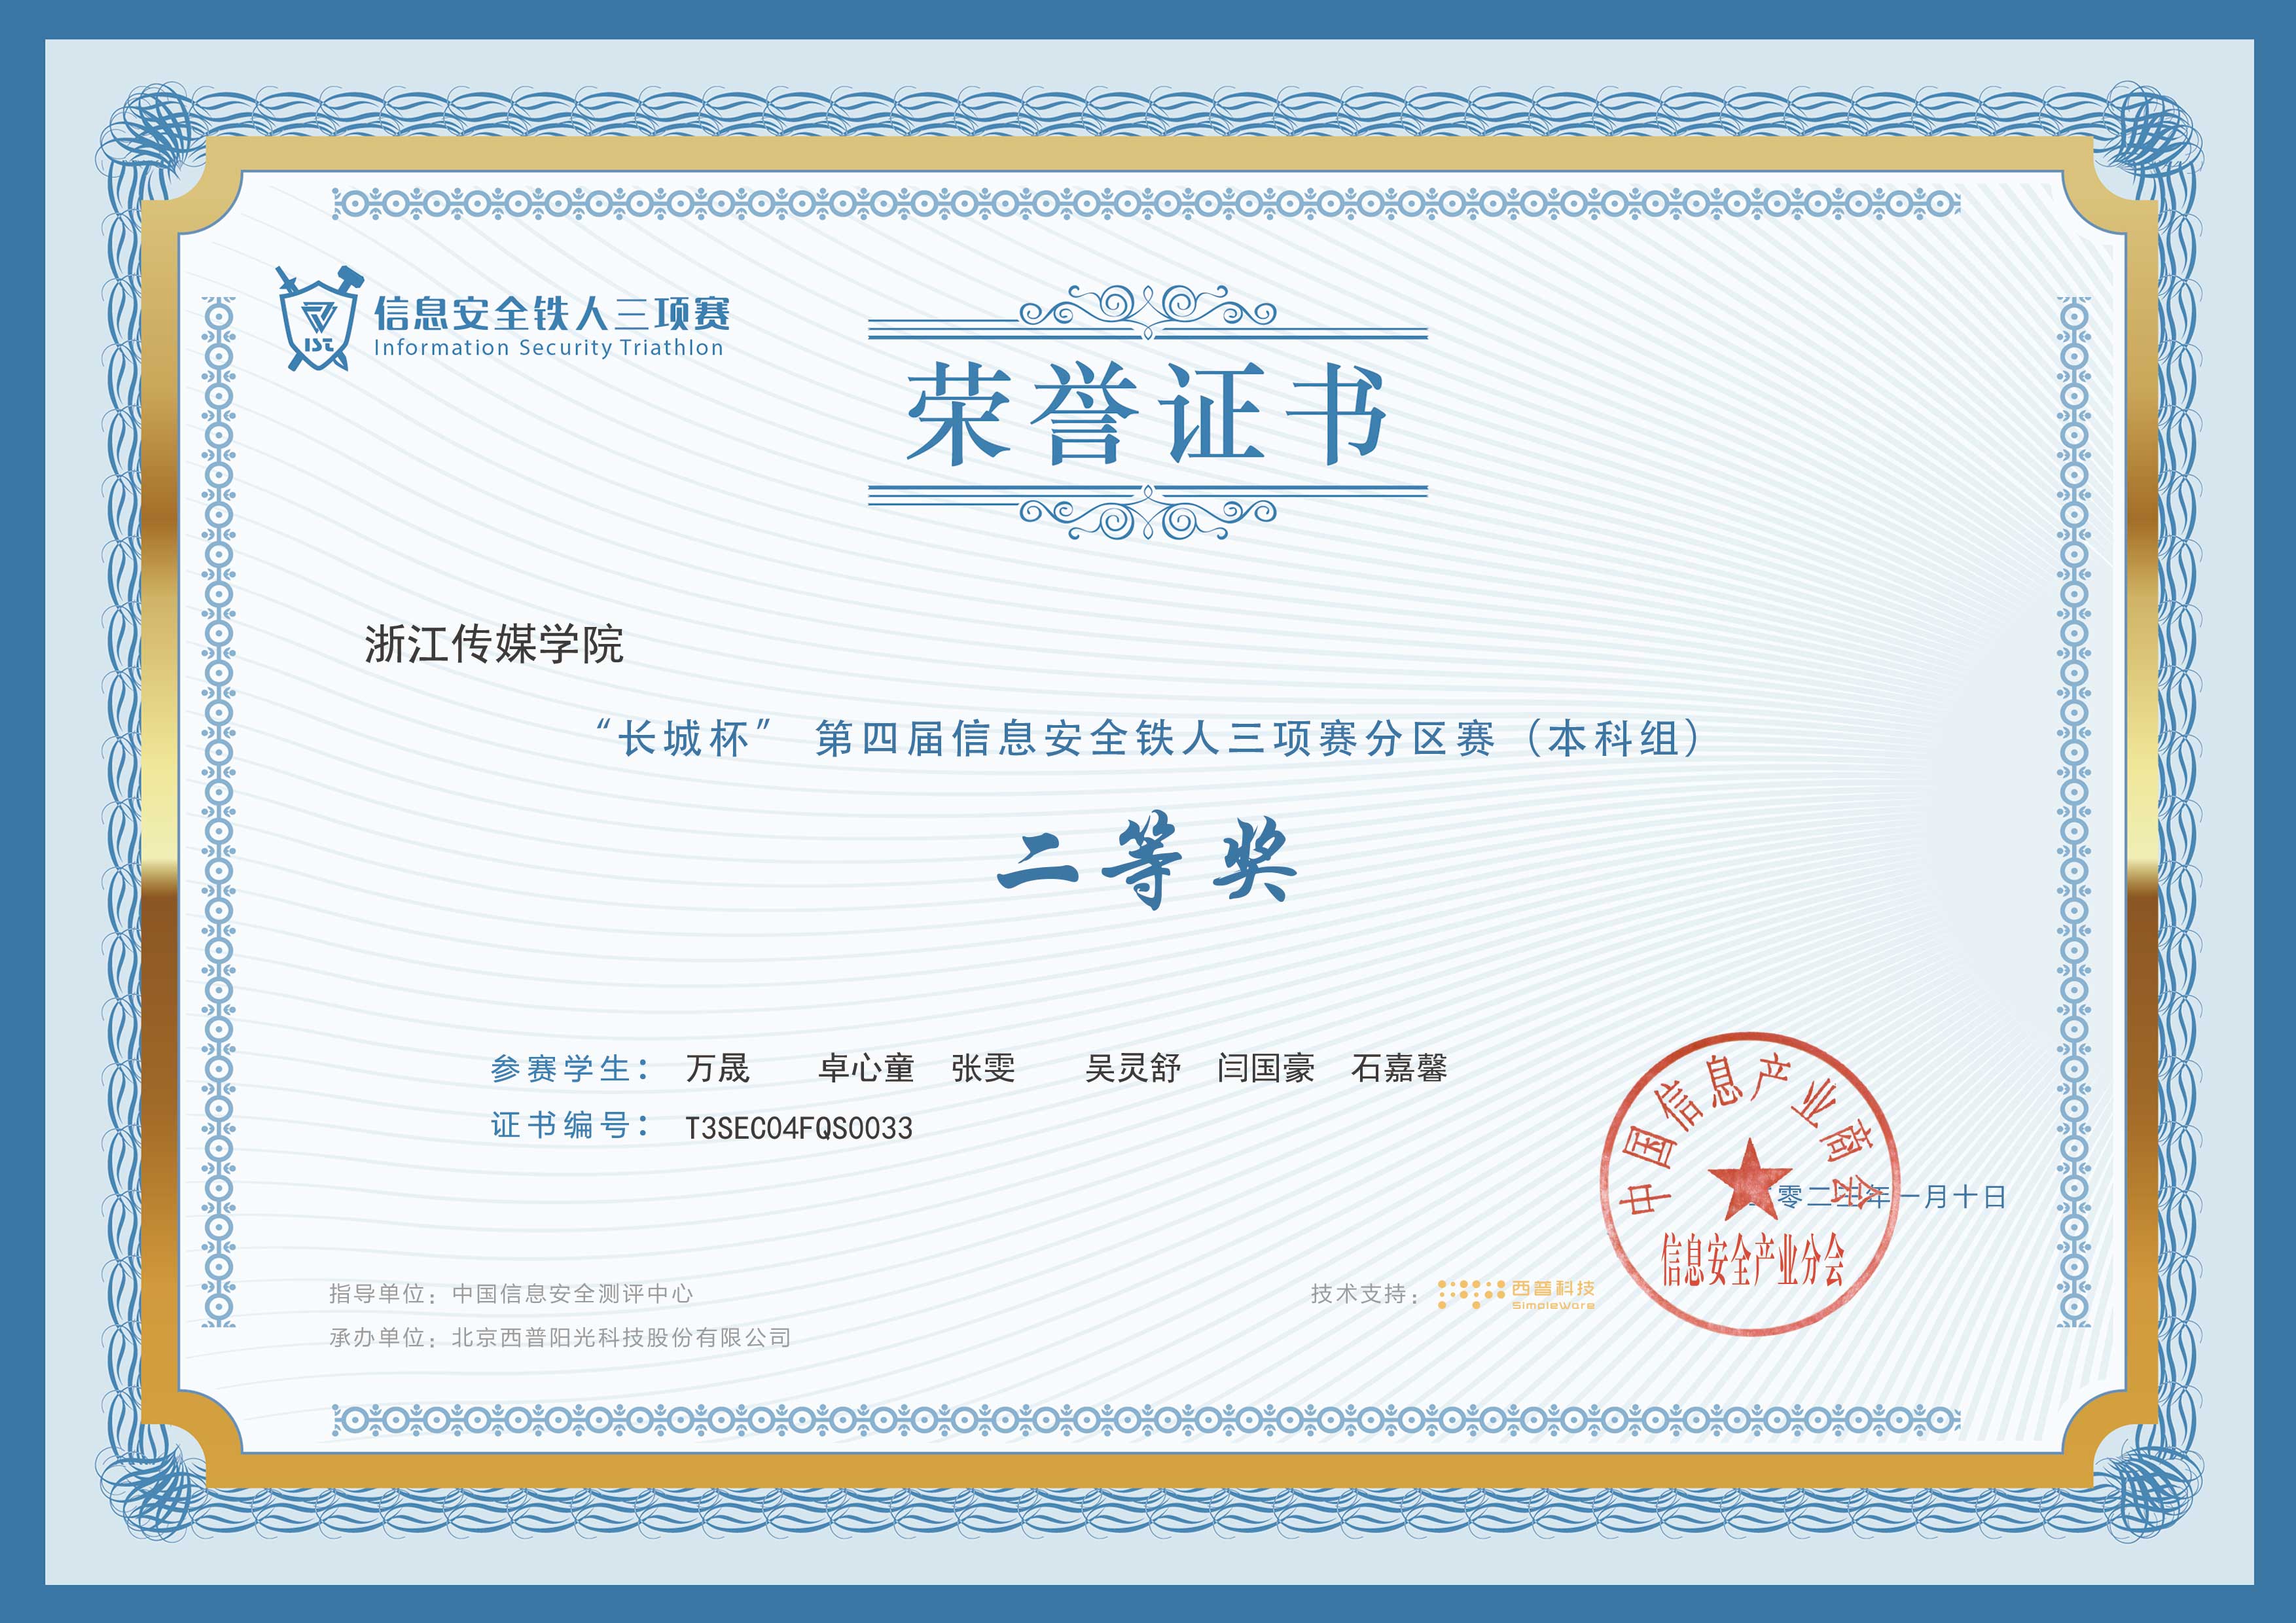 信息安全铁人三项赛
Information Security Triathlon
荣誉证书
浙江传媒学院
“长城杯” 第四届信息安全铁人三项赛分区赛（本科组）
二等奖
参赛学生： 万晟 卓心童 张雯 吴灵舒 闫国豪 石嘉馨
证书编号： T3SEC04FQS0033
中国信息产业商会
零二 年一月十日
信息安全产业分会
指导单位：中国信息安全测评中心
技术支持： 西普科技
Simpleware
承办单位：北京西普阳光科技股份有限公司